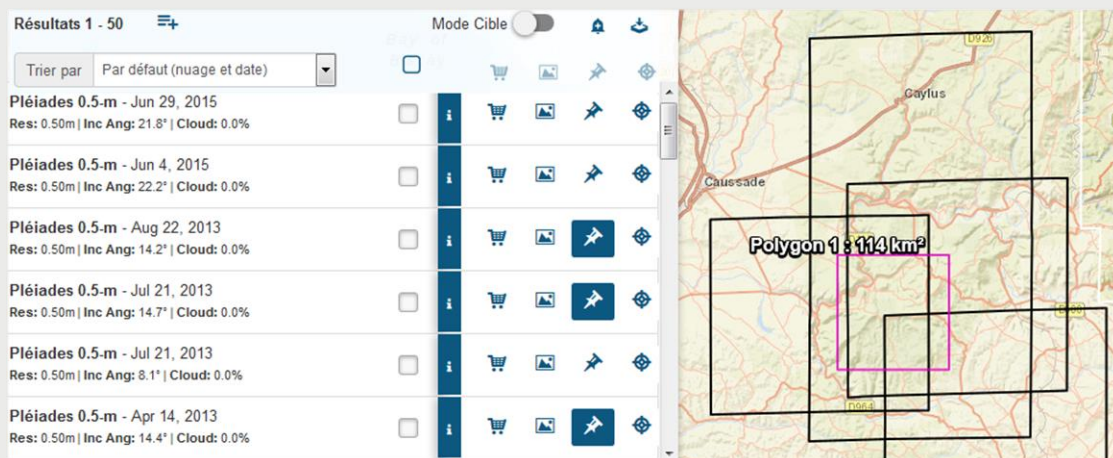 Résultats 1 - 50
Mode Cible
Trier par Par défaut (nuage et date)
Pléiades 0.5-m - Jun 29, 2015
Res: 0.50m | Inc Ang: 21.8° | Cloud: 0.0%
Pléiades 0.5-m - Jun 4, 2015
Res: 0.50m | Inc Ang: 22.2° | Cloud: 0.0%
Pléiades 0.5-m - Aug 22, 2013
Res: 0.50m | Inc Ang: 14.2° | Cloud: 0.0%
Pléiades 0.5-m - Jul 21, 2013
Res: 0.50m | Inc Ang: 14.7° | Cloud: 0.0%
Pléiades 0.5-m - Jul 21, 2013
Res: 0.50m | Inc Ang: 8.1° | Cloud: 0.0%
Pléiades 0.5-m - Apr 14, 2013
Res: 0.50m | Inc Ang: 14.4° | Cloud: 0.0%
D926
Caylus
Caussade
Polygon 1 : 114 km²
D964